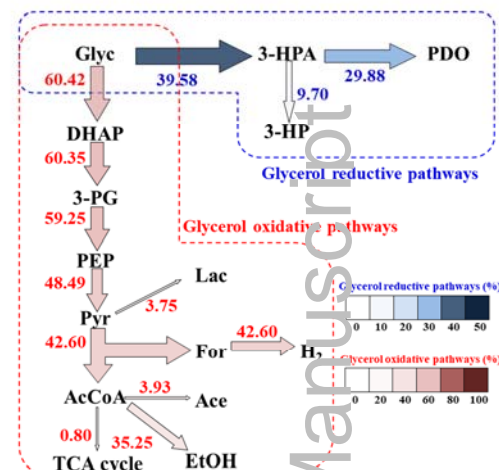 Glyc
39.58
3-HPA
29.88
PDO
60.42
9.70
3-HP
DHAP
60.35
Glycerol reductive pathways
3-PG
59.25
Glycerol oxidative pathways
PEP
48.49
Lac
3.75
Pyr
42.60
For
42.60
H2
AcCoA
3.93
Ace
0.80
35.25
TCA cycle
EtOH
Glycerol reductive pathways (%)
0 10 20 30 40 50
Glycerol oxidative pathways (%)
0 20 40 60 80 100
Manuscript